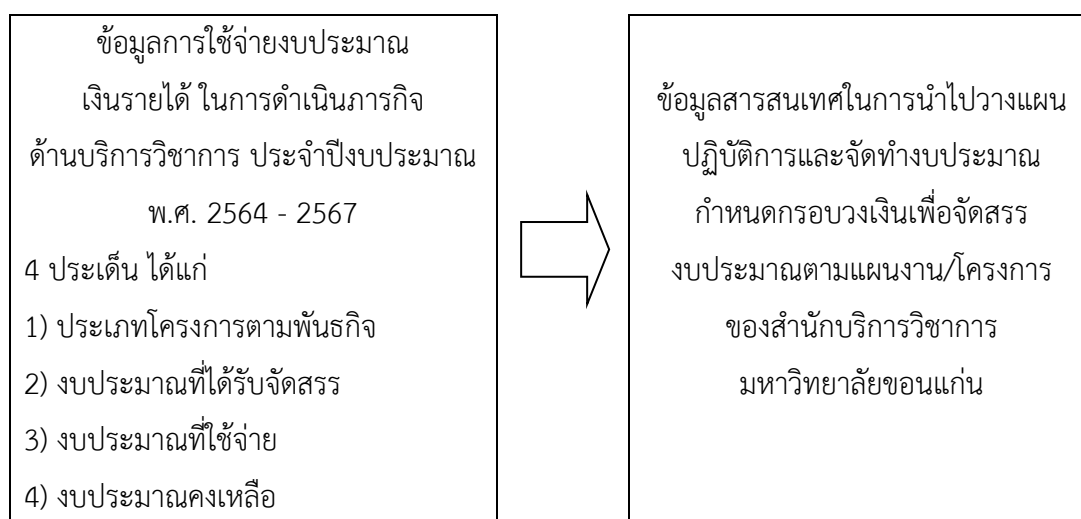 ข้อมูลการใช้จ่ายงบประมาณ
เงินรายได้ ในการดำเนินภารกิจ
ด้านบริการวิชาการ ประจำปีงบประมาณ
พ.ศ. 2564 - 2567
4 ประเด็น ได้แก่
1) ประเภทโครงการตามพันธกิจ
2) งบประมาณที่ได้รับจัดสรร
3) งบประมาณที่ใช้จ่าย
4) งบประมาณคงเหลือ
ข้อมูลสารสนเทศในการนำไปวางแผน
ปฏิบัติการและจัดทำงบประมาณ
กำหนดกรอบวงเงินเพื่อจัดสรร
งบประมาณตามแผนงาน/โครงการ
ของสำนักบริการวิชาการ
มหาวิทยาลัยขอนแก่น